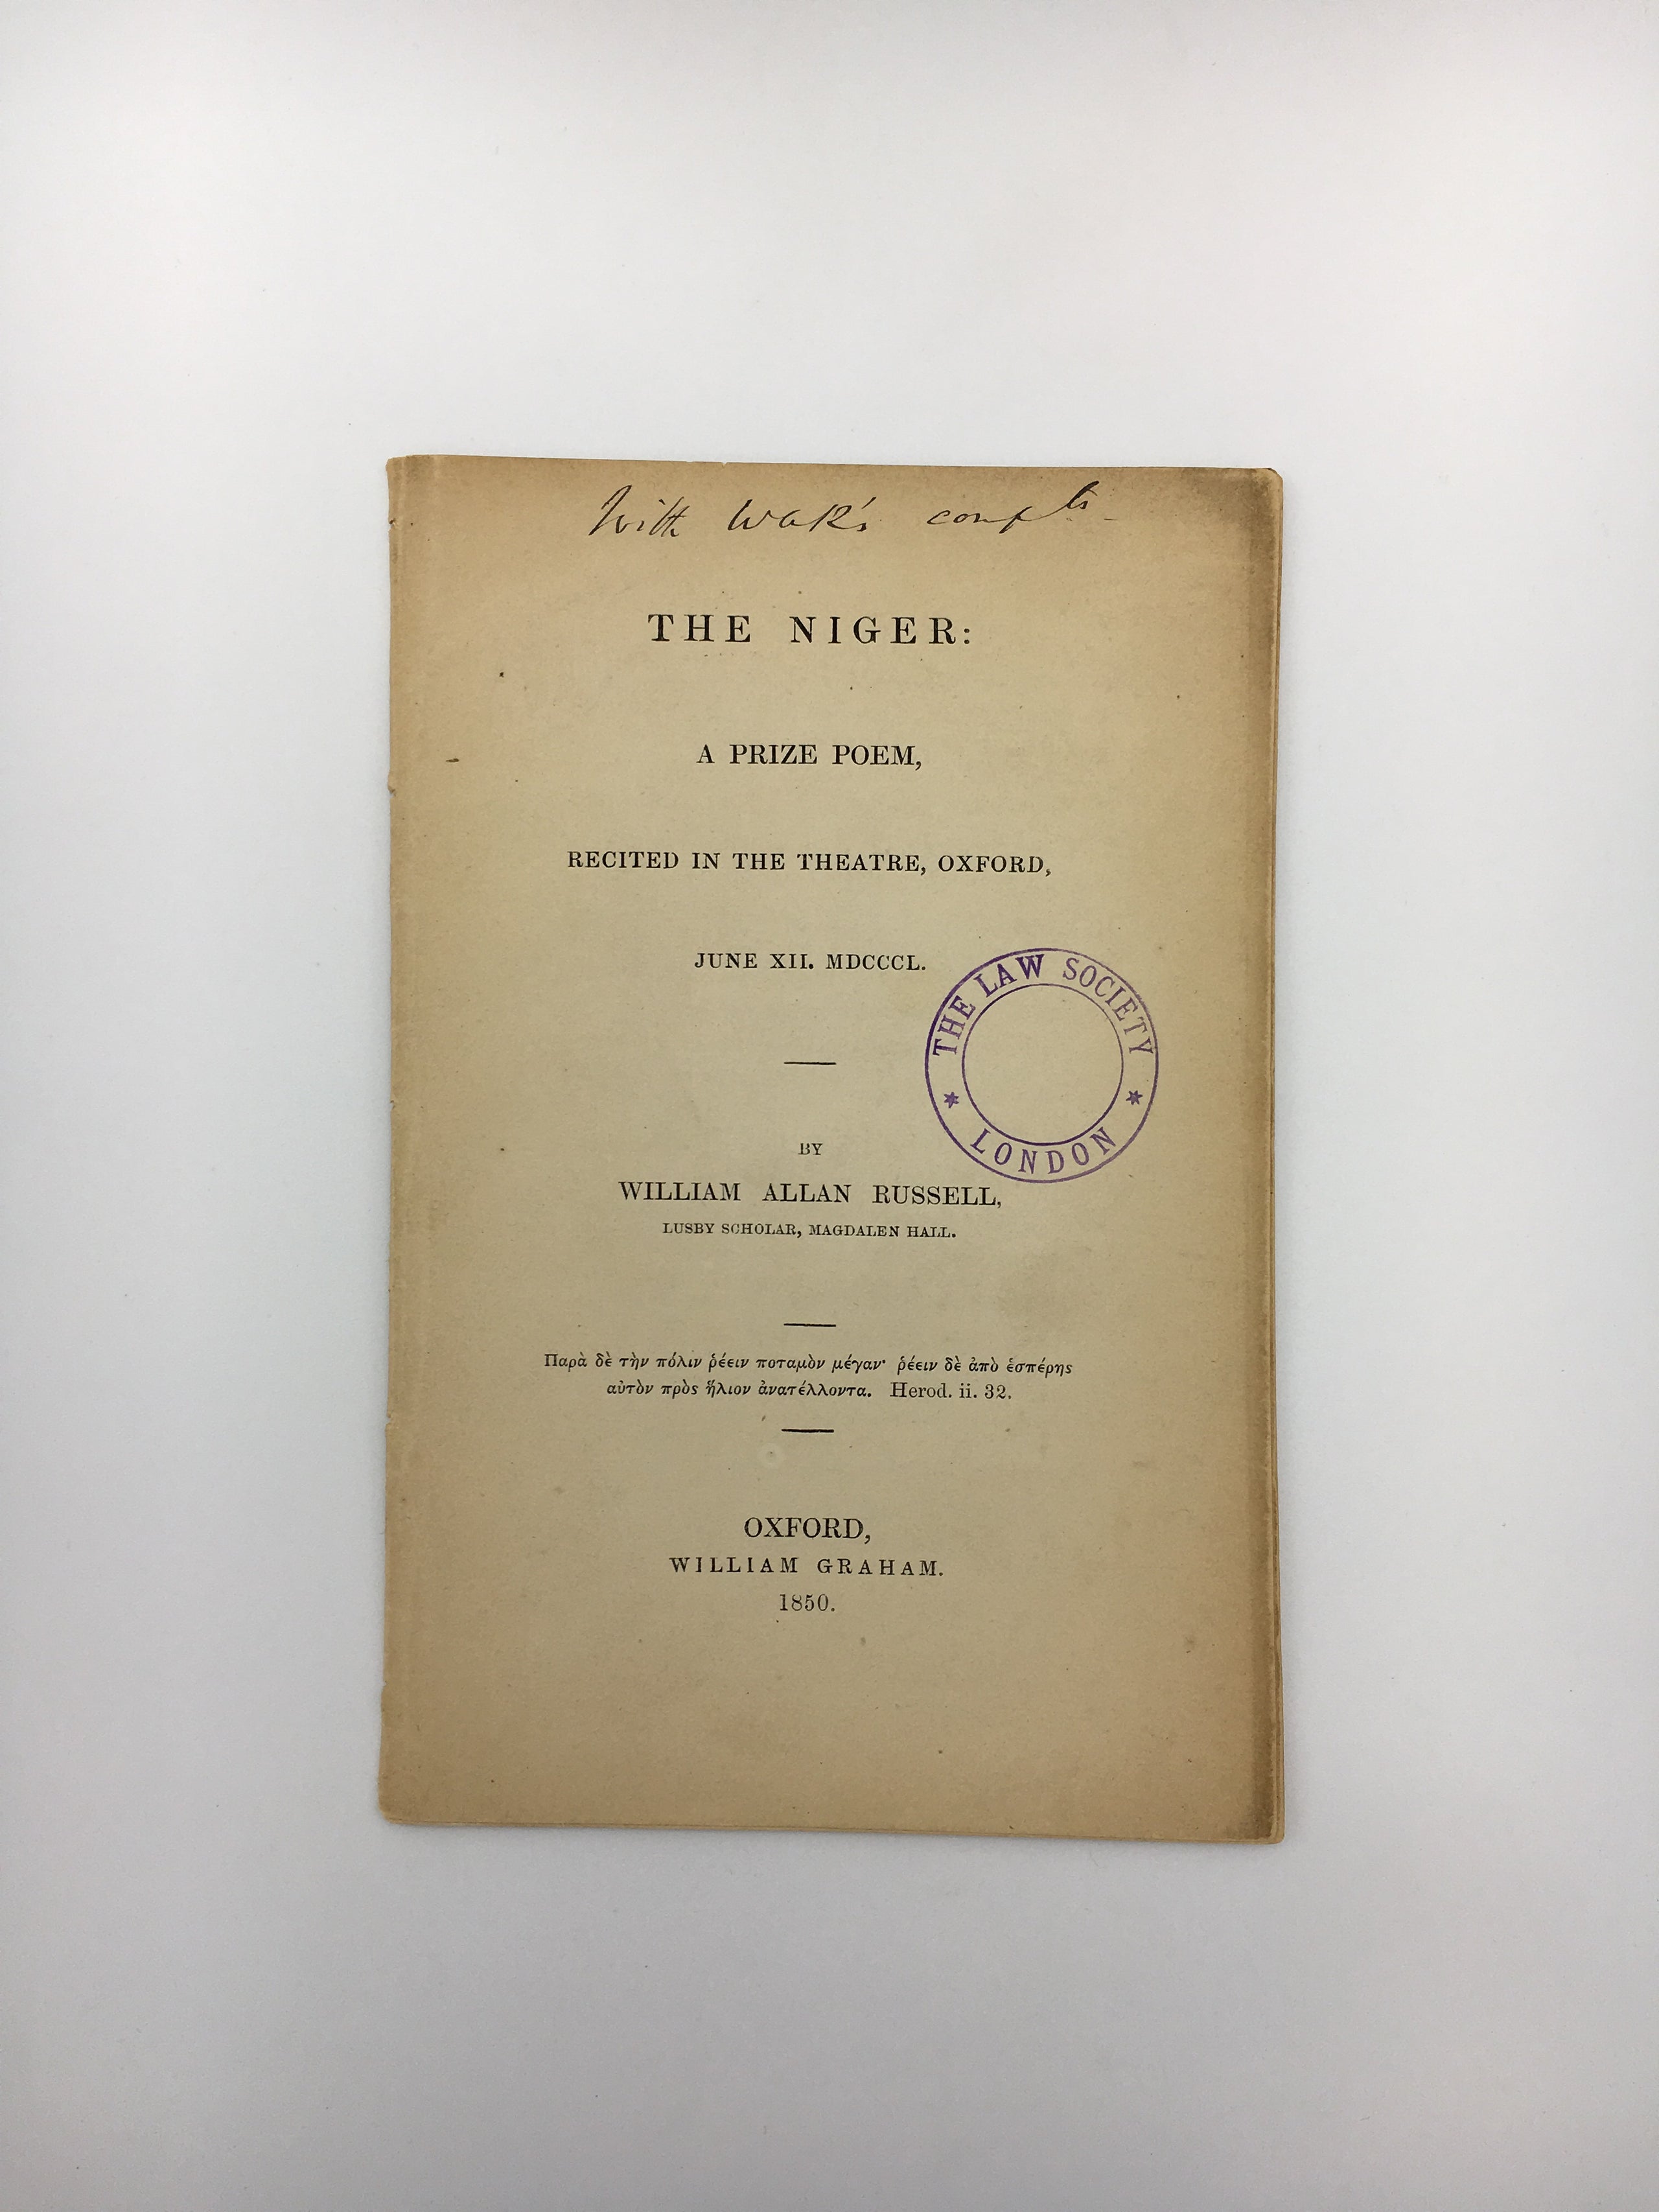 With WAR's compts
THE NIGER:
A PRIZE POEM,
RECITED IN THE THEATRE, OXFORD,
JUNE XII. MDCCCL.
THE LAW SOCIETY
* LONDON *
BY
WILLIAM ALLAN RUSSELL,
LUSBY SCHOLAR, MAGDALEN HALL.
Παρὰ δὲ τὴν πόλιν ῥέειν ποταμὸν μέγαν· ῥέειν δὲ ἀπὸ ἑσπέρης
αὐτὸν πρὸς ἥλιον ἀνατέλλοντα. Herod. ii. 32.
OXFORD,
WILLIAM GRAHAM.
1850.